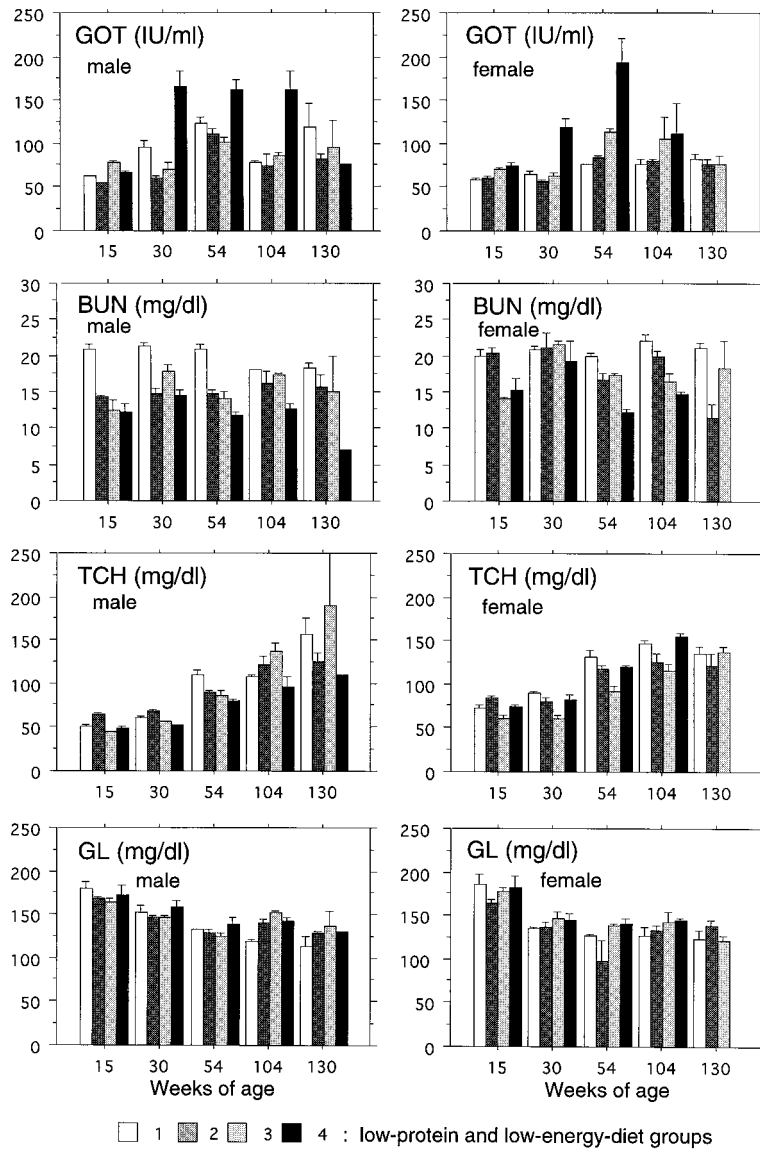 GOT (IU/ml)
male
250
200
150
100
50
0
15 30 54 104 130
GOT (IU/ml)
female
250
200
150
100
50
0
15 30 54 104 130
BUN (mg/dl)
male
30
25
20
15
10
5
0
15 30 54 104 130
BUN (mg/dl)
female
30
25
20
15
10
5
0
15 30 54 104 130
TCH (mg/dl)
male
250
200
150
100
50
0
15 30 54 104 130
TCH (mg/dl)
female
250
200
150
100
50
0
15 30 54 104 130
GL (mg/dl)
male
250
200
150
100
50
0
15 30 54 104 130
Weeks of age
GL (mg/dl)
female
250
200
150
100
50
0
15 30 54 104 130
Weeks of age
1 2 3 4 : low-protein and low-energy-diet groups